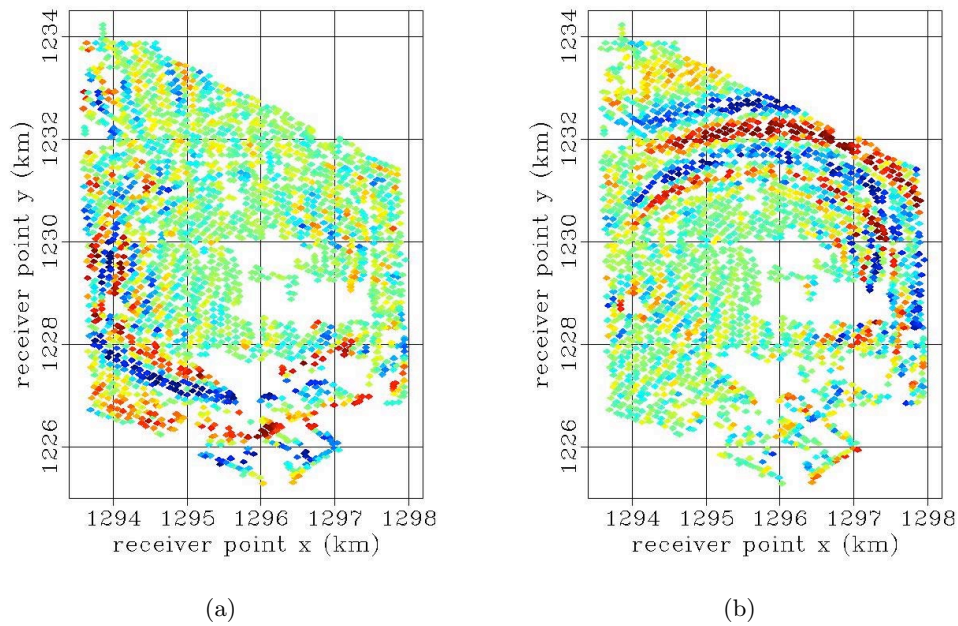 1234
1232
1230
1228
1226
receiver point y (km)
1294 1295 1296 1297 1298
receiver point x (km)
(a)
1234
1232
1230
1228
1226
receiver point y (km)
1294 1295 1296 1297 1298
receiver point x (km)
(b)